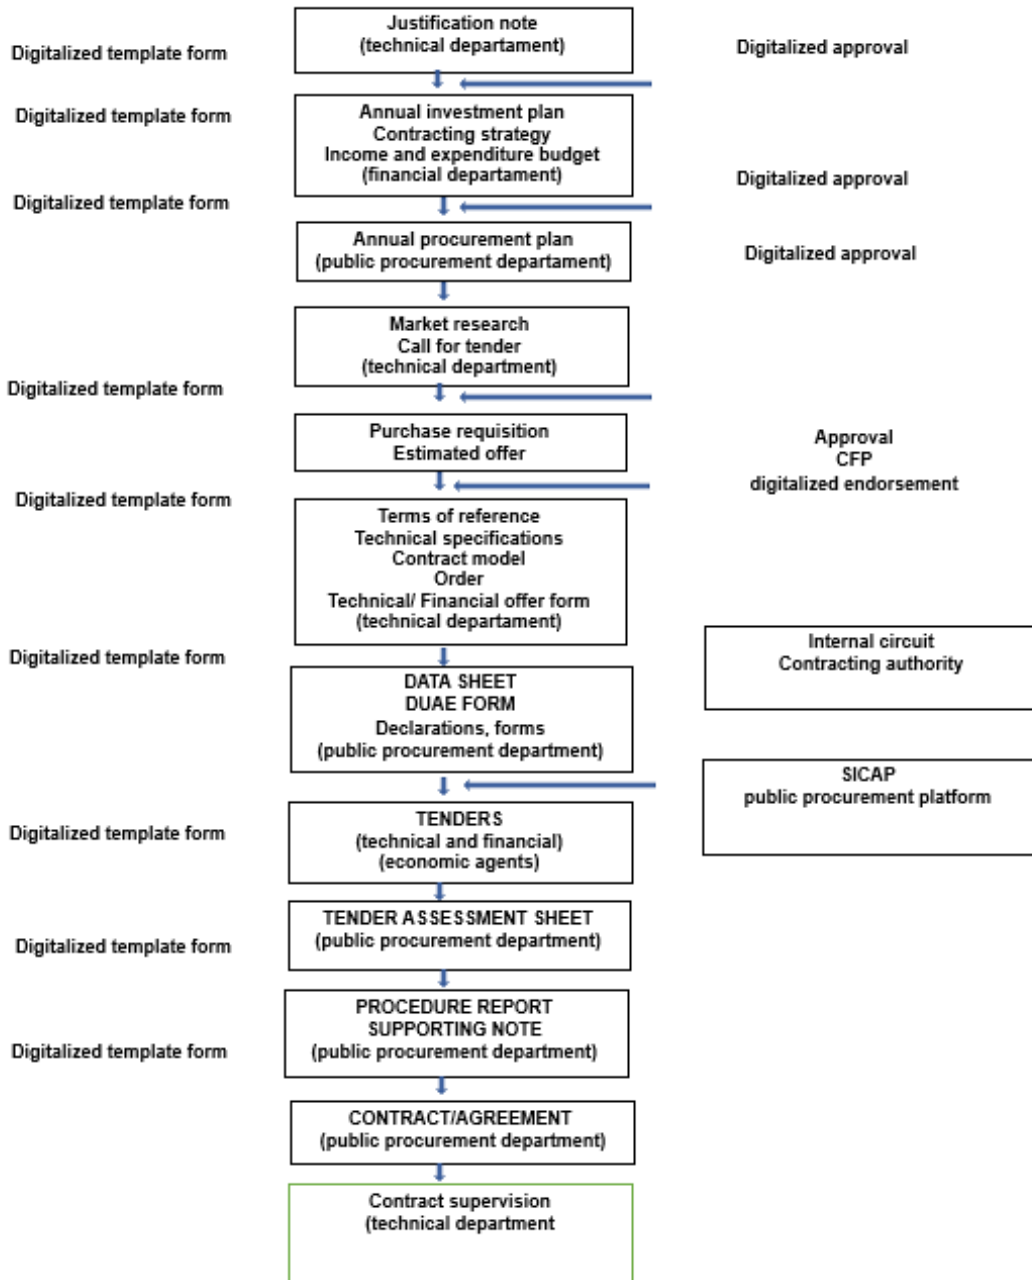 Justification note
(technical departament)
Digitalized template form
Digitalized approval
Digitalized template form
Annual investment plan
Contracting strategy
Income and expenditure budget
(financial departament)
Digitalized approval
Digitalized template form
Annual procurement plan
(public procurement departament)
Digitalized approval
Market research
Call for tender
(technical department)
Digitalized template form
Purchase requisition
Estimated offer
Approval
CFP
digitalized endorsement
Digitalized template form
Terms of reference
Technical specifications
Contract model
Order
Technical/ Financial offer form
(technical departament)
Internal circuit
Contracting authority
Digitalized template form
DATA SHEET
DUAE FORM
Declarations, forms
(public procurement department)
SICAP
public procurement platform
Digitalized template form
TENDERS
(technical and financial)
(economic agents)
TENDER ASSESSMENT SHEET
(public procurement department)
Digitalized template form
PROCEDURE REPORT
SUPPORTING NOTE
(public procurement department)
Digitalized template form
CONTRACT/AGREEMENT
(public procurement department)
Contract supervision
(technical department